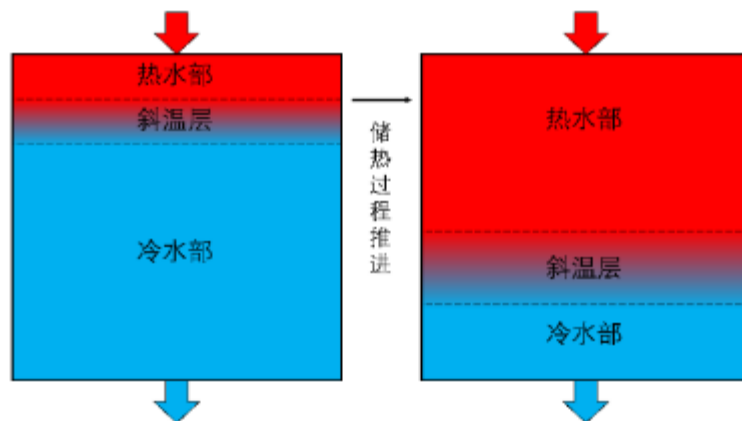 热水部
斜温层
冷水部
储热过程推进
热水部
斜温层
冷水部